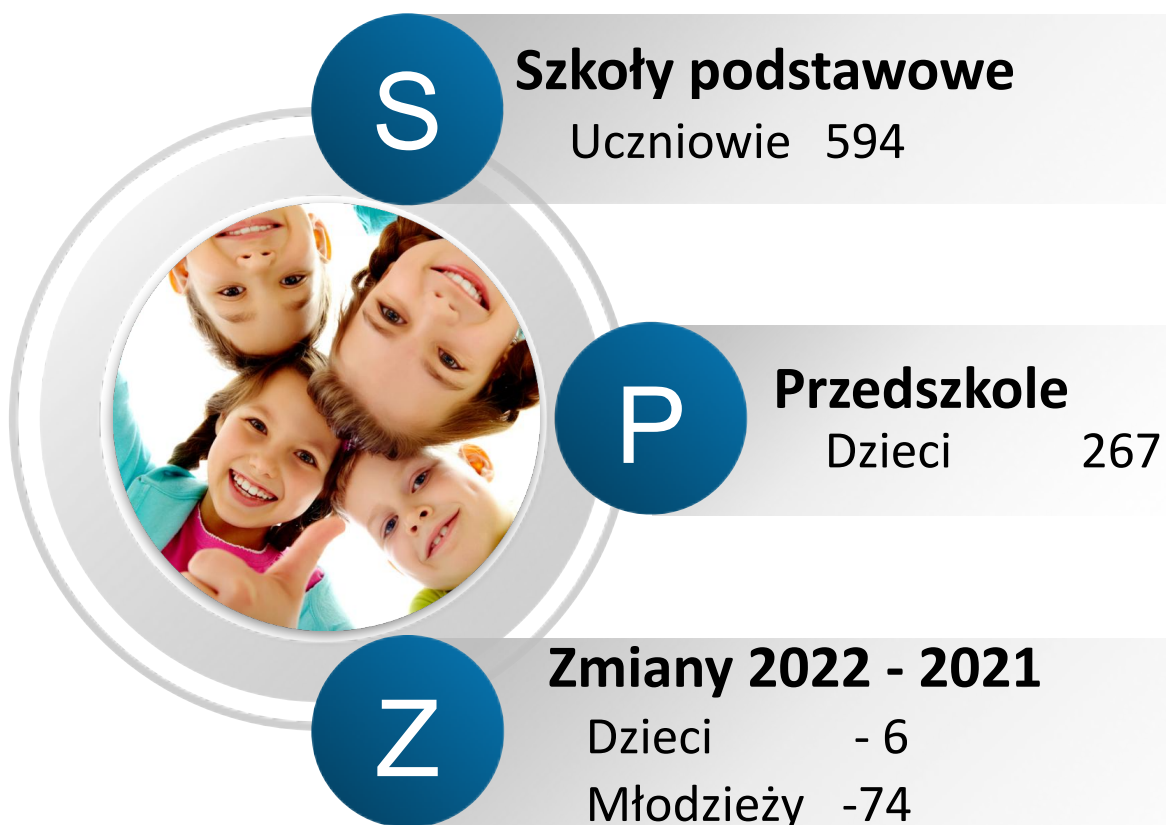 S
Szkoły podstawowe
Uczniowie 594
P
Przedszkole
Dzieci 267
Z
Zmiany 2022 - 2021
Dzieci - 6
Młodzieży -74